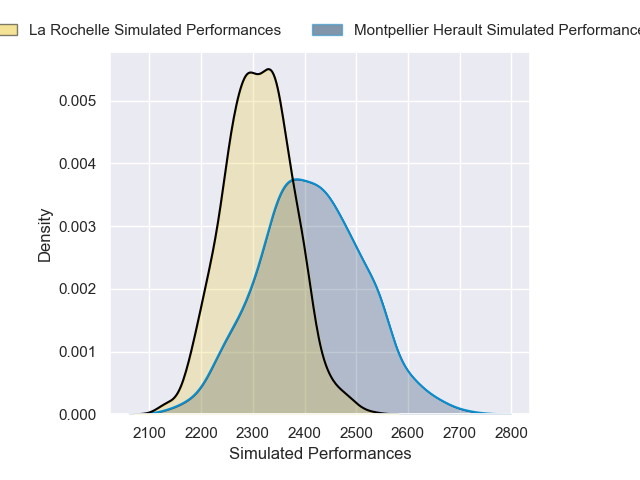 La Rochelle Simulated Performances Montpellier Herault Simulated Performance
0.005
0.004
0.003
0.002
0.001
0.000
Density
2100 2200 2300 2400 2500 2600 2700 2800
Simulated Performances